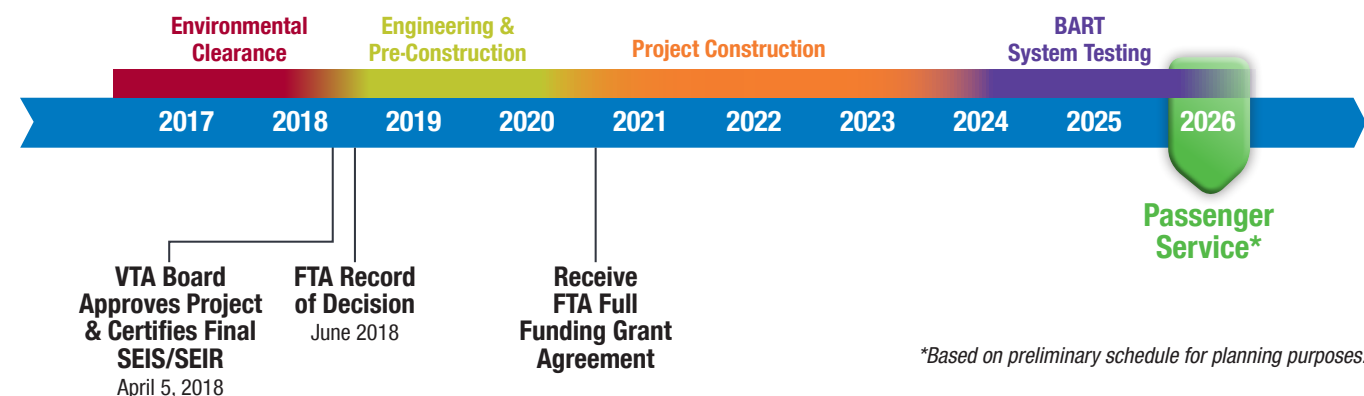 Environmental
Clearance
Engineering &
Pre-Construction
Project Construction
BART
System Testing
2017 2018 2019 2020 2021 2022 2023 2024 2025 2026
Passenger
Service*
VTA Board
Approves Project
& Certifies Final
SEIS/SEIR
April 5, 2018
FTA Record
of Decision
June 2018
Receive
FTA Full
Funding Grant
Agreement
*Based on preliminary schedule for planning purposes.